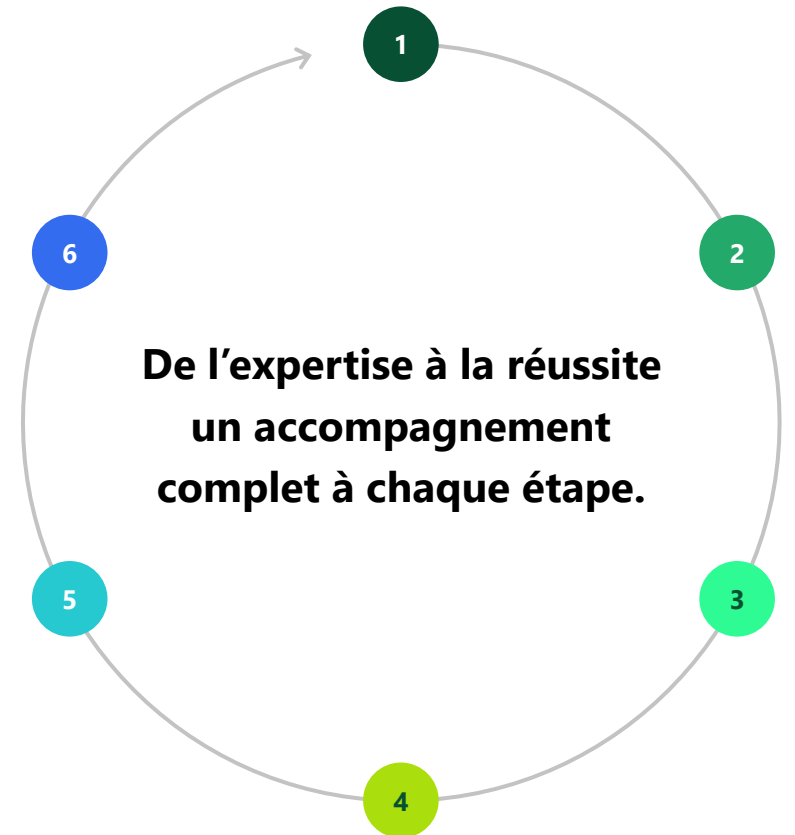 1
2
3
4
5
6
De l’expertise à la réussite
un accompagnement
complet à chaque étape.